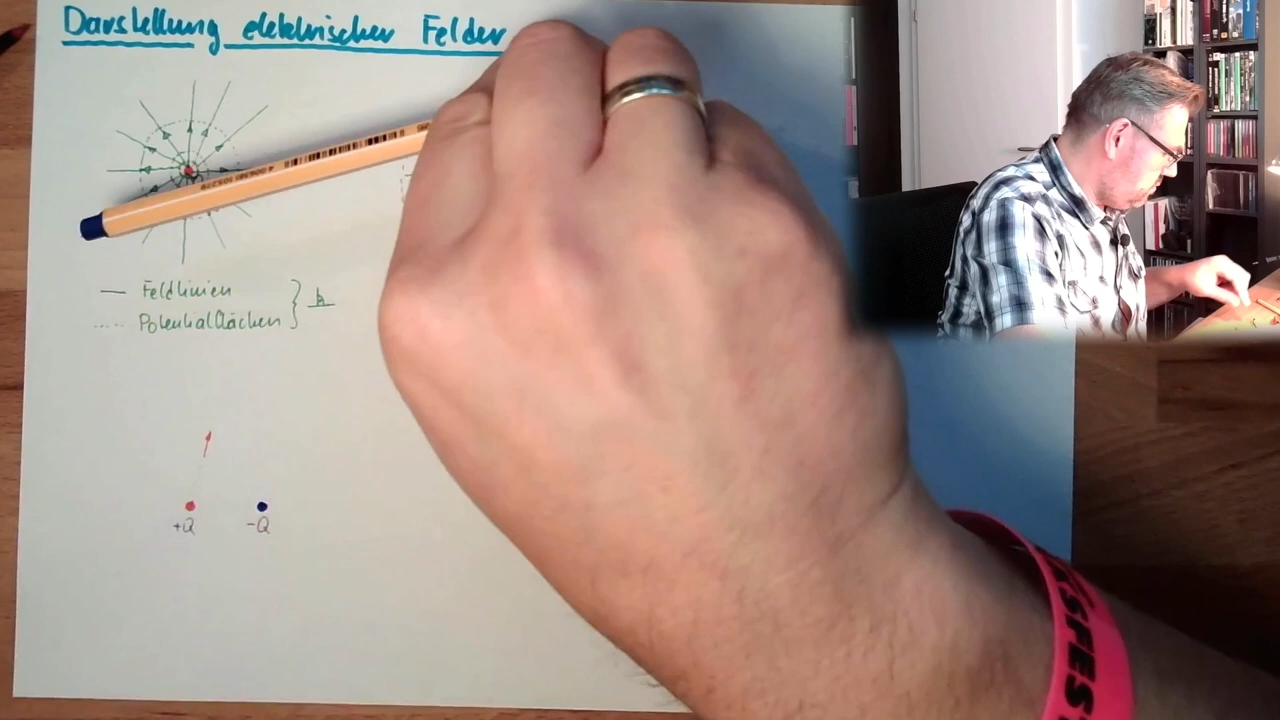 Darstellung elektrischer Felder
— Feldlinien
.... Potentialflächen
+Q
-Q